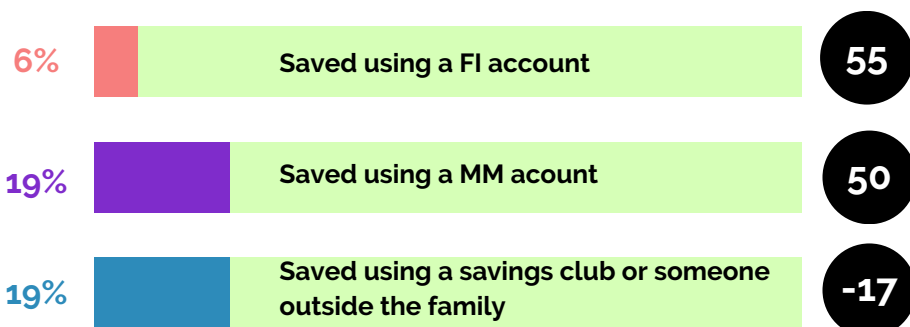 6% Saved using a FI account 55
19% Saved using a MM acount 50
19% Saved using a savings club or someone
outside the family -17